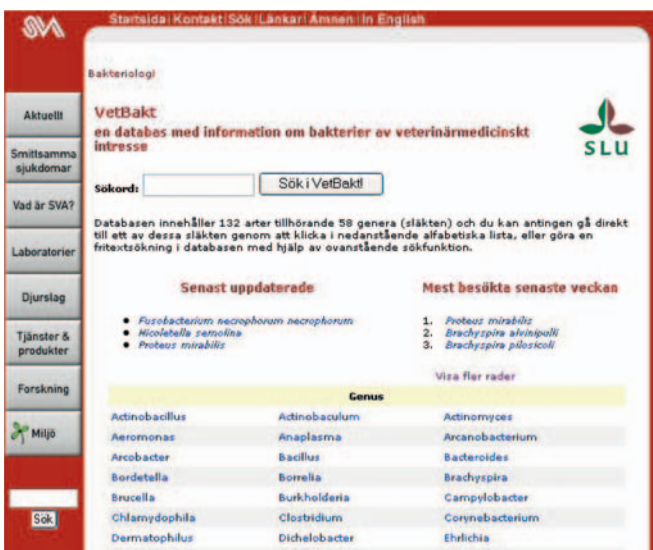 SVA
Startsida | Kontakt | Sök | Länkar | Ämnen | In English
Bakteriologi
Aktuellt
Smittsamma
sjukdomar
Vad är SVA?
Laboratorier
Djurslag
Tjänster &
produkter
Forskning
Miljö
Sök
VetBakt
en databas med information om bakterier av veterinärmedicinskt
intresse
SLU
Sökord:
Sök i VetBakt!
Databasen innehåller 132 arter tillhörande 58 genera (släkten) och du kan antingen gå direkt
till ett av dessa släkten genom att klicka i nedanstående alfabetiska lista, eller göra en
fritextsökning i databasen med hjälp av ovanstående sökfunktion.
Senast uppdaterade
Fusobacterium necrophorum necrophorum
Nicoletella semolina
Proteus mirabilis
Mest besökta senaste veckan
1. Proteus mirabilis
2. Brachyspira alvinipulli
3. Brachyspira pilosicoli
Visa fler rader
Genus
Actinobacillus Actinobaculum Actinomyces
Aeromonas Anaplasma Arcanobacterium
Arcobacter Bacillus Bacteroides
Bordetella Borrelia Brachyspira
Brucella Burkholderia Campylobacter
Chlamydophila Clostridium Corynebacterium
Dermatophilus Dichelobacter Ehrlichia